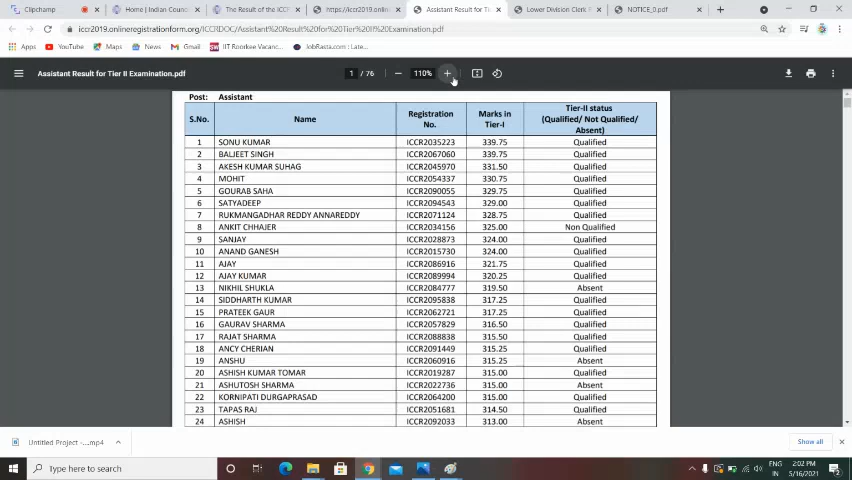 Clipchamp
Home | Indian Counc
The Result of the ICCR
https://iccr2019.onlin
Assistant Result for Tie
Lower Division Clerk R
NOTICE_0.pdf
iccr2019.onlineregistrationform.org/ICCRDOC/Assistant%20Result%20for%20Tier%20II%20Examination.pdf
Apps
YouTube
Maps
News
Gmail
IIT Roorkee Vacanc...
JobRasta.com : Late...
Assistant Result for Tier II Examination.pdf
1 / 76
110%
Post: Assistant
S.No. Name Registration No. Marks in Tier-I Tier-II status (Qualified/ Not Qualified/ Absent)
1 SONU KUMAR ICCR2035223 339.75 Qualified
2 BALJEET SINGH ICCR2067060 339.75 Qualified
3 AKESH KUMAR SUHAG ICCR2045970 331.50 Qualified
4 MOHIT ICCR2054337 330.75 Qualified
5 GOURAB SAHA ICCR2090055 329.75 Qualified
6 SATYADEEP ICCR2094543 329.00 Qualified
7 RUKMANGADHAR REDDY ANNAREDDY ICCR2071124 328.75 Qualified
8 ANKIT CHHAJER ICCR2034156 325.00 Non Qualified
9 SANJAY ICCR2028873 324.00 Qualified
10 ANAND GANESH ICCR2015730 324.00 Qualified
11 AJAY ICCR2086916 321.75 Qualified
12 AJAY KUMAR ICCR2089994 320.25 Qualified
13 NIKHIL SHUKLA ICCR2084777 319.50 Absent
14 SIDDHARTH KUMAR ICCR2095838 317.25 Qualified
15 PRATEEK GAUR ICCR2062721 317.25 Qualified
16 GAURAV SHARMA ICCR2057829 316.50 Qualified
17 RAJAT SHARMA ICCR2088838 315.50 Qualified
18 ANCY CHERIAN ICCR2091449 315.25 Qualified
19 ANSHU ICCR2060916 315.25 Absent
20 ASHISH KUMAR TOMAR ICCR2019287 315.00 Qualified
21 ASHUTOSH SHARMA ICCR2022736 315.00 Absent
22 KORNIPATI DURGAPRASAD ICCR2064200 315.00 Qualified
23 TAPAS RAJ ICCR2051681 314.50 Qualified
24 ASHISH ICCR2092033 313.00 Absent
Untitled Project -....mp4
Show all
Type here to search
ENG
IN
2:02 PM
5/16/2021
2